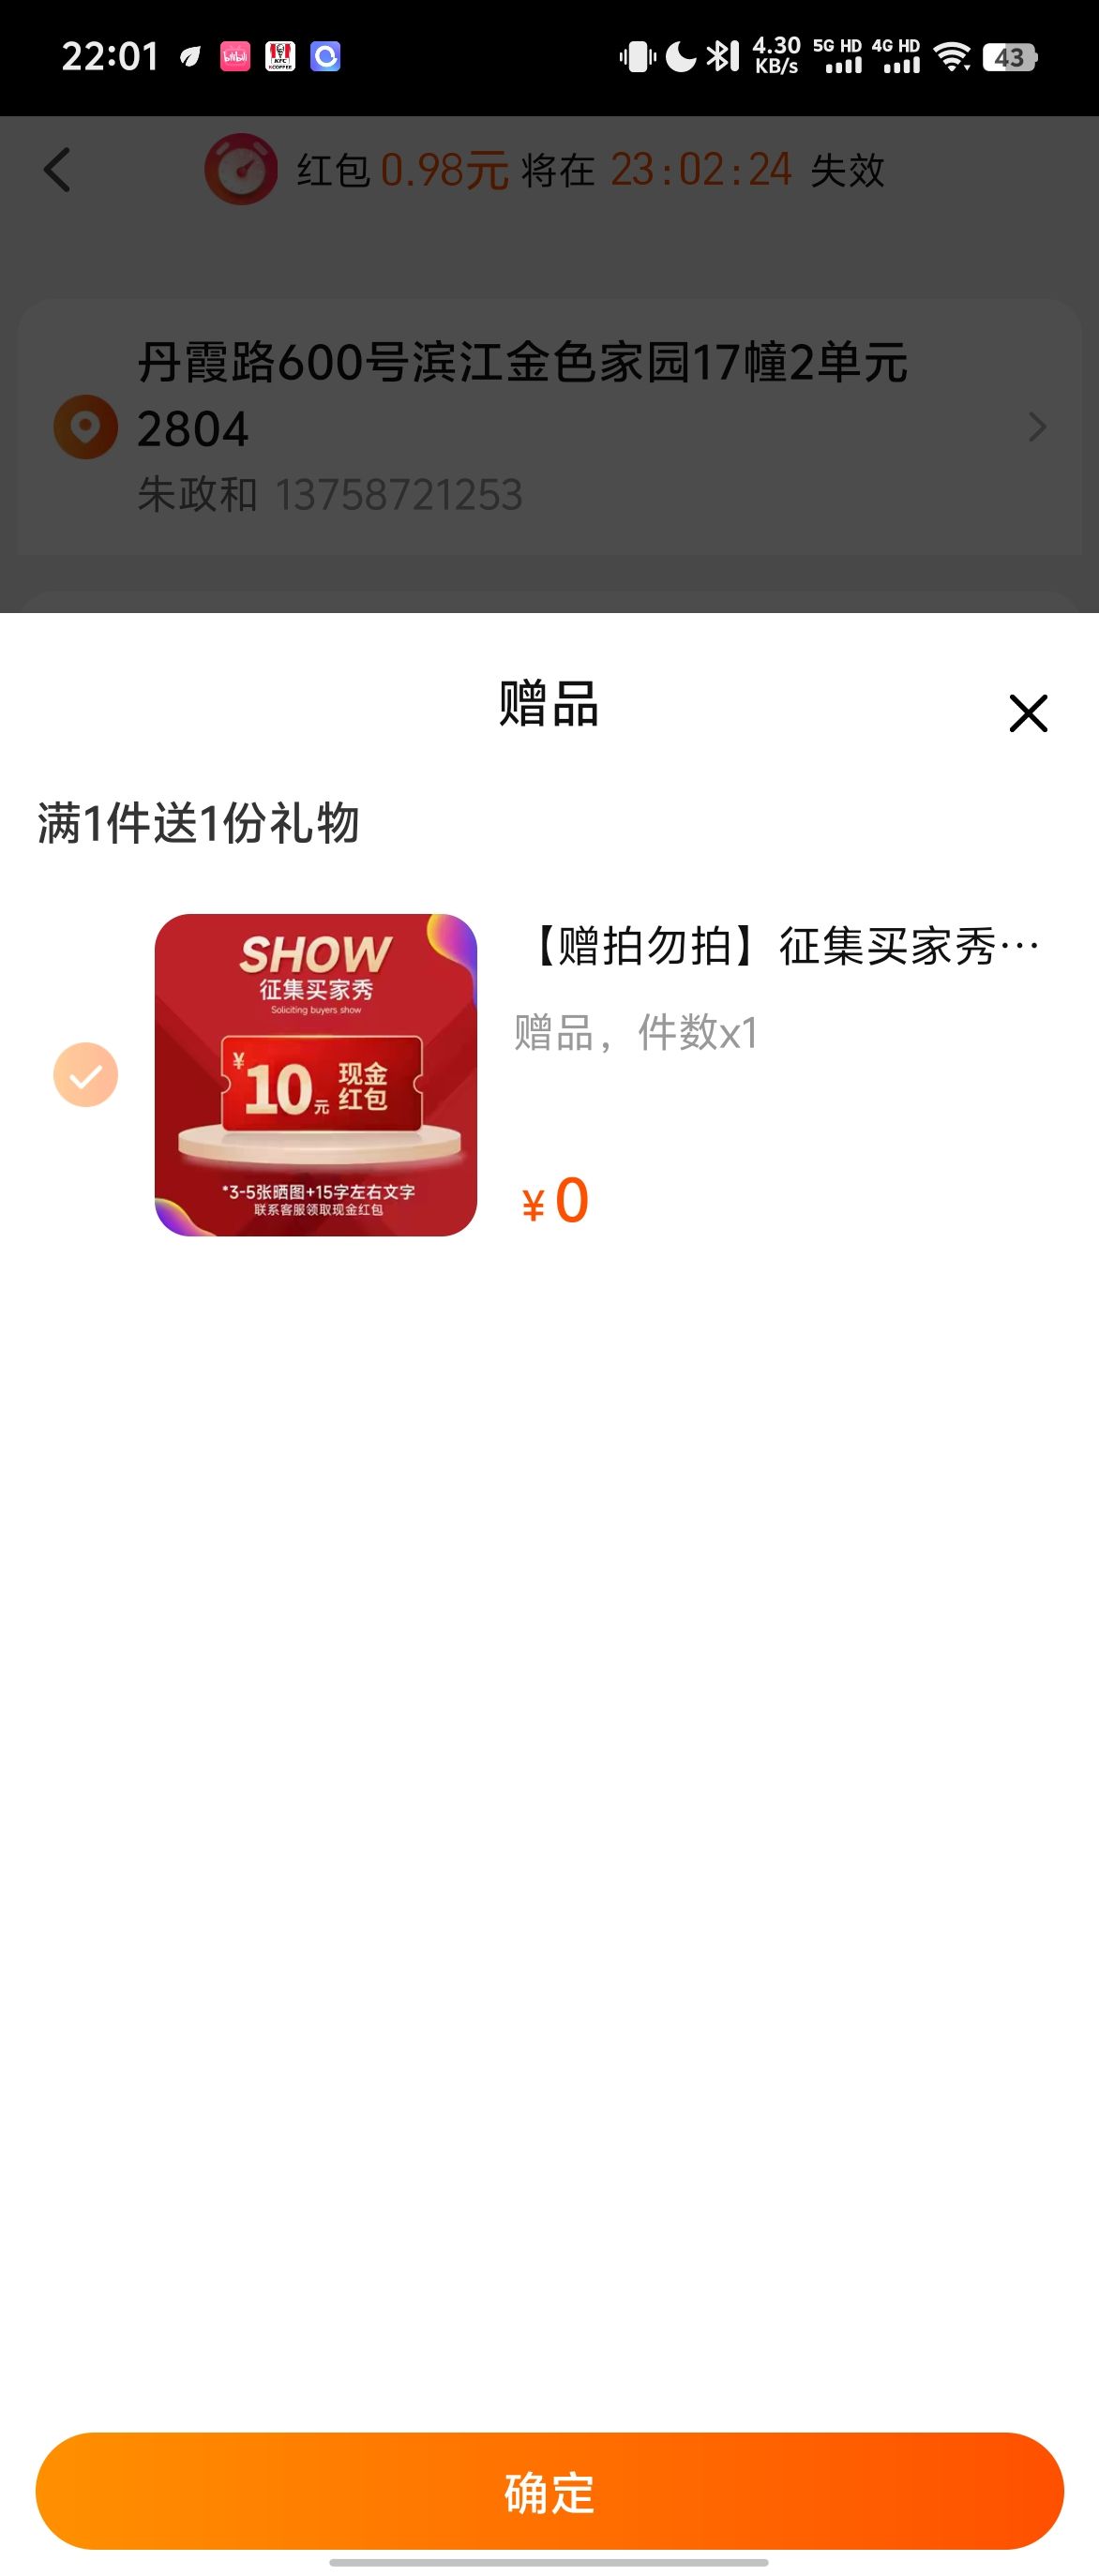 22:01
bilibili
KFC
KCOFFEE
4.30
KB/s
5G HD
4G HD
43
红包 0.98元 将在 23:02:24 失效
丹霞路600号滨江金色家园17幢2单元
2804
朱政和 13758721253
赠品
满1件送1份礼物
SHOW
征集买家秀
Soliciting buyers show
¥10元 现金红包
*3-5张晒图+15字左右文字
联系客服领取现金红包
【赠拍勿拍】征集买家秀···
赠品，件数x1
¥0
确定